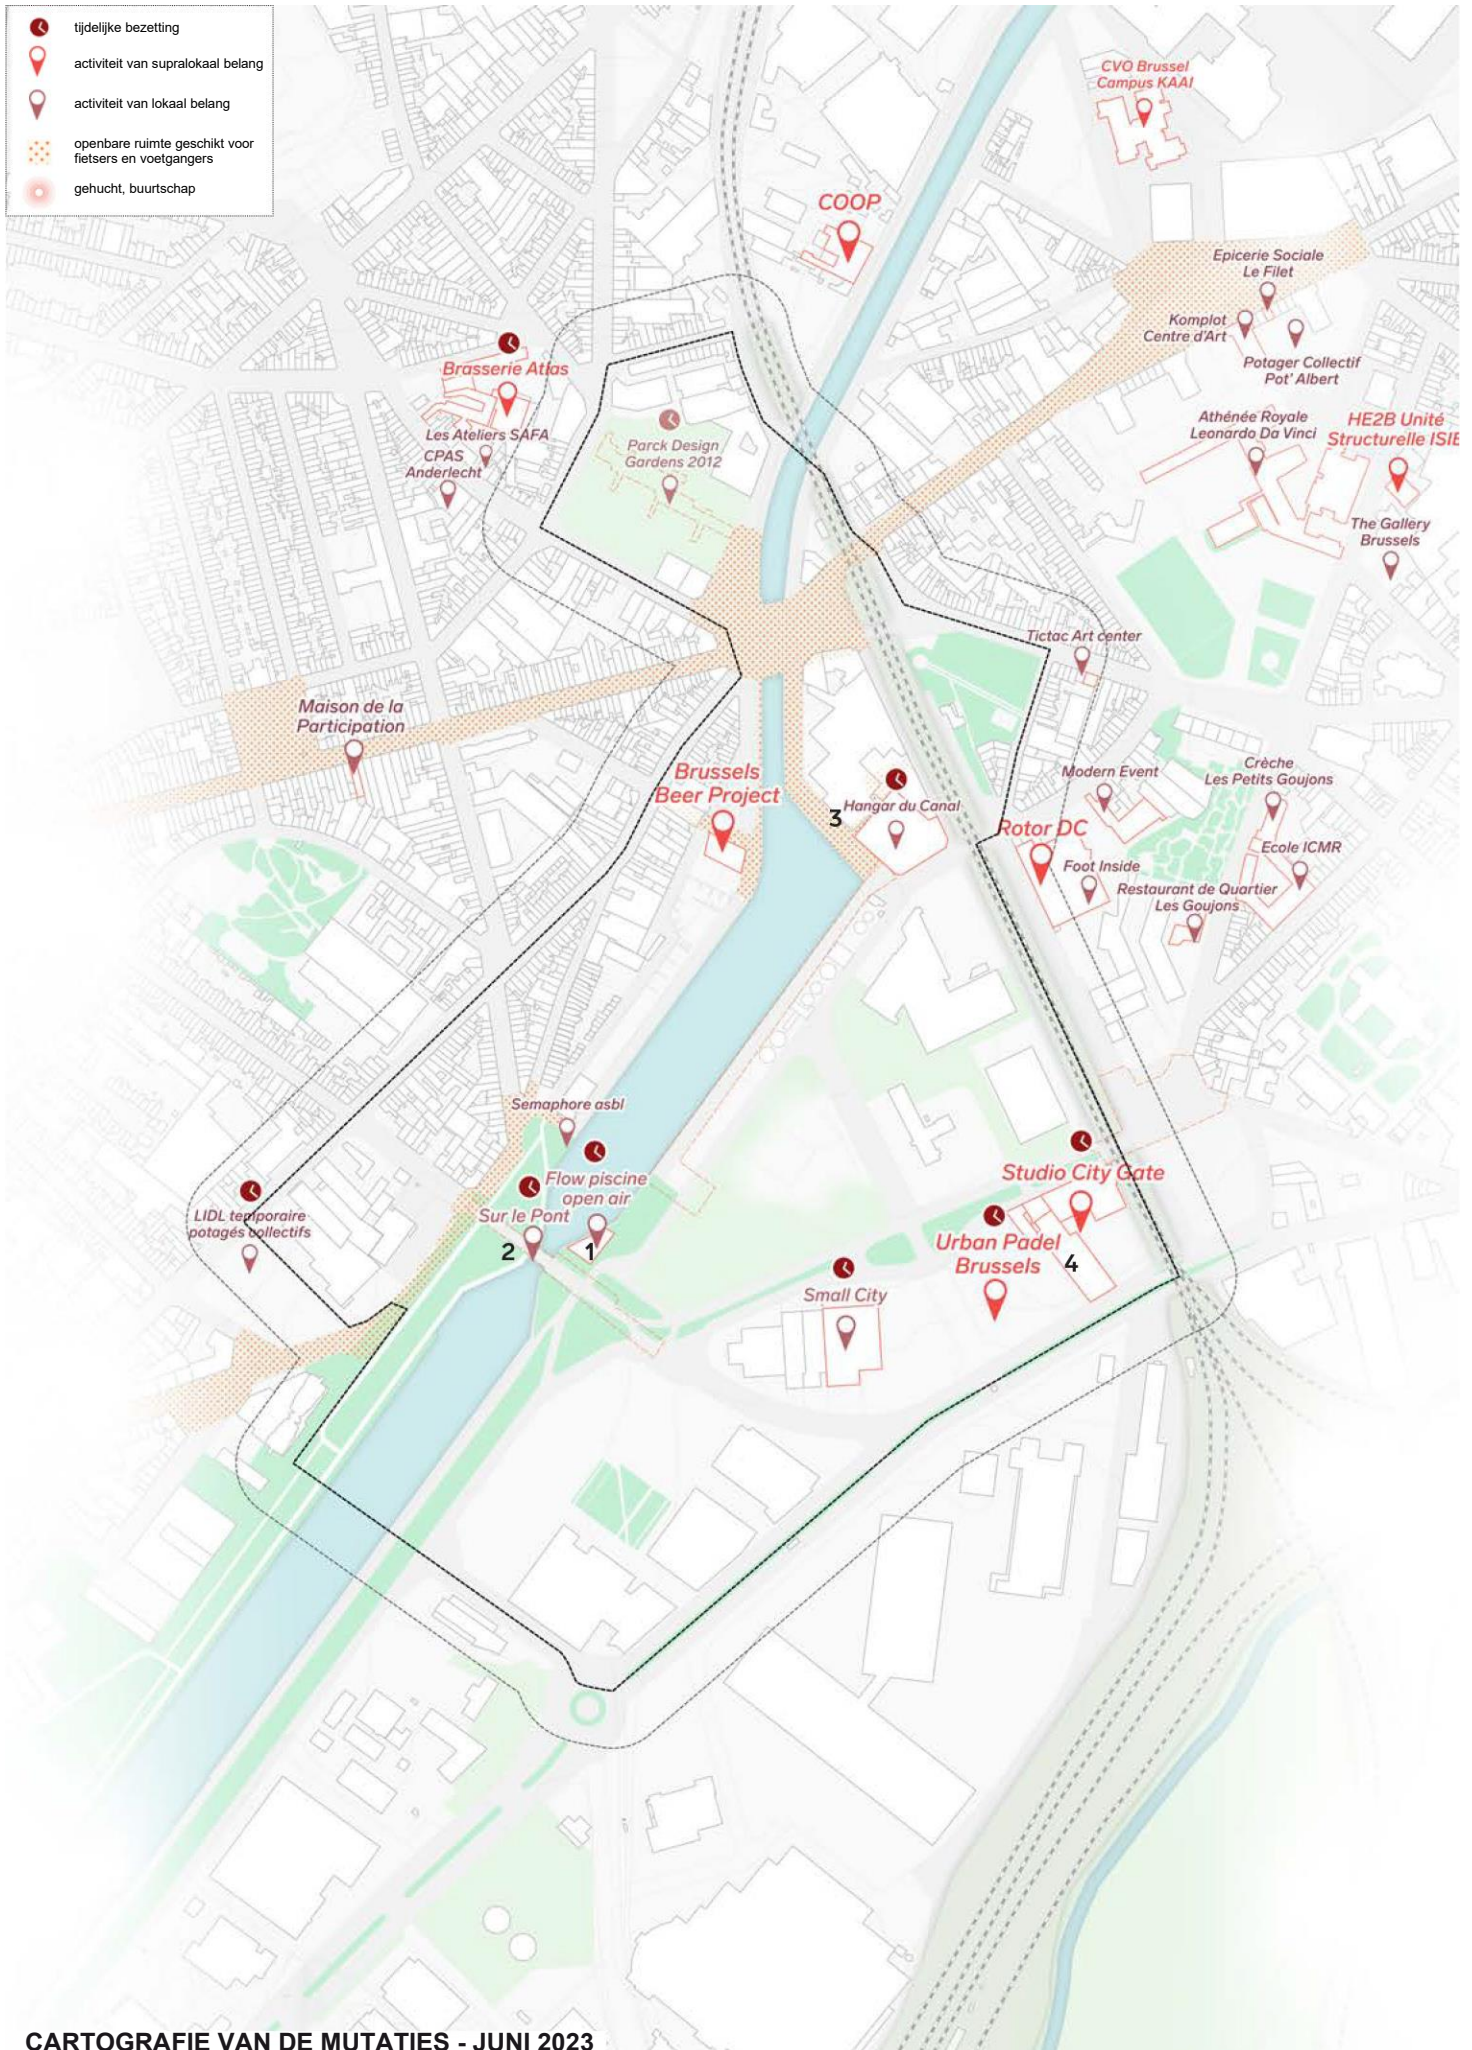 tijdelijke bezetting
activiteit van supralokaal belang
activiteit van lokaal belang
openbare ruimte geschikt voor
fietsers en voetgangers
gehucht, buurtschap
CVO Brussel
Campus KAAI
COOP
Epicerie Sociale
Le Filet
Komplot
Centre d'Art
Potager Collectif
Pot' Albert
Brasserie Atlas
Les Ateliers SAFA
CPAS
Anderlecht
Parck Design
Gardens 2012
Athénée Royale
Leonardo Da Vinci
HE2B Unité
Structurelle ISIB
The Gallery
Brussels
Tictac Art center
Maison de la
Participation
Brussels
Beer Project
3
Hangar du Canal
Modern Event
Crèche
Les Petits Goujons
Rotor DC
Foot Inside
Ecole ICMR
Restaurant de Quartier
Les Goujons
Semaphore asbl
Flow piscine
open air
Sur le Pont
2
1
LIDL temporaire
potagés collectifs
Studio City Gate
Urban Padel
Brussels
4
Small City
CARTOGRAFIE VAN DE MUTATIES - JUNI 2023